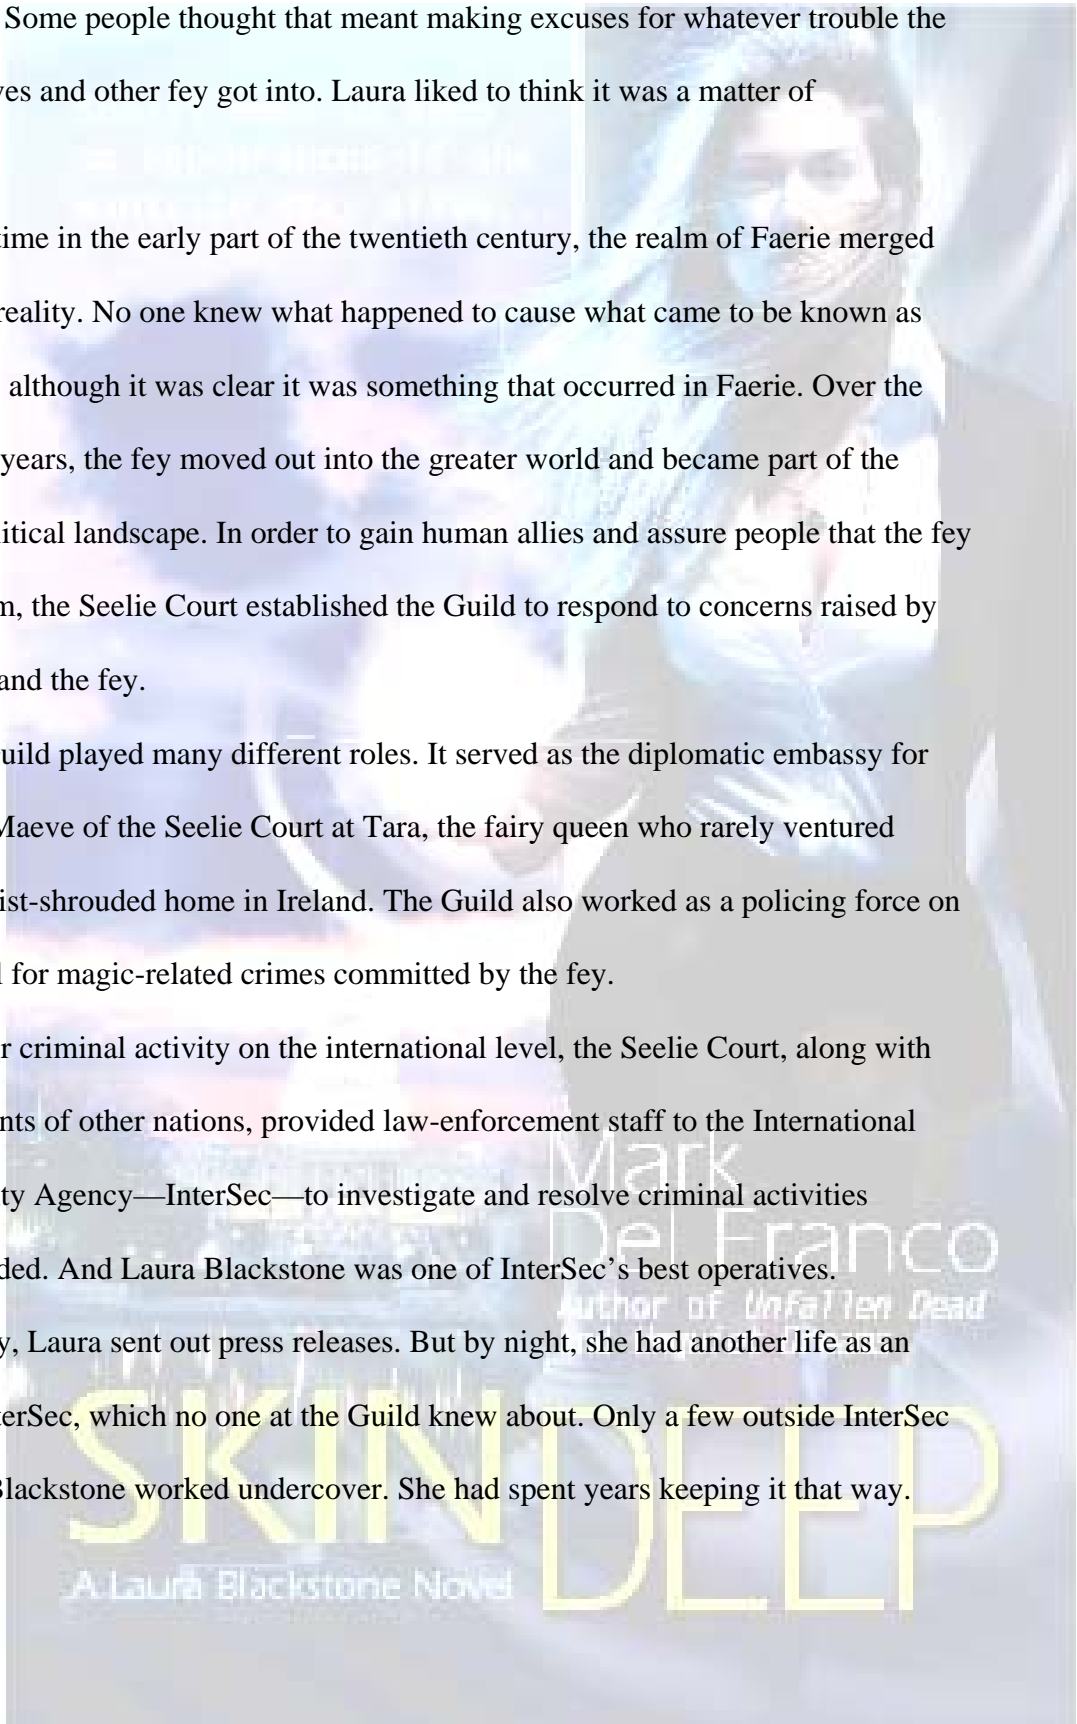 Some people thought that meant making excuses for whatever trouble the
ves and other fey got into. Laura liked to think it was a matter of
time in the early part of the twentieth century, the realm of Faerie merged
reality. No one knew what happened to cause what came to be known as
, although it was clear it was something that occurred in Faerie. Over the
years, the fey moved out into the greater world and became part of the
itical landscape. In order to gain human allies and assure people that the fey
m, the Seelie Court established the Guild to respond to concerns raised by
and the fey.
uild played many different roles. It served as the diplomatic embassy for
Maeve of the Seelie Court at Tara, the fairy queen who rarely ventured
ist-shrouded home in Ireland. The Guild also worked as a policing force on
l for magic-related crimes committed by the fey.
r criminal activity on the international level, the Seelie Court, along with
nts of other nations, provided law-enforcement staff to the International
ty Agency—InterSec—to investigate and resolve criminal activities
ded. And Laura Blackstone was one of InterSec’s best operatives.
y, Laura sent out press releases. But by night, she had another life as an
terSec, which no one at the Guild knew about. Only a few outside InterSec
Blackstone worked undercover. She had spent years keeping it that way.
Mark
Del Franco
Author of Unfallen Dead
SKIN DEEP
A Laura Blackstone Novel